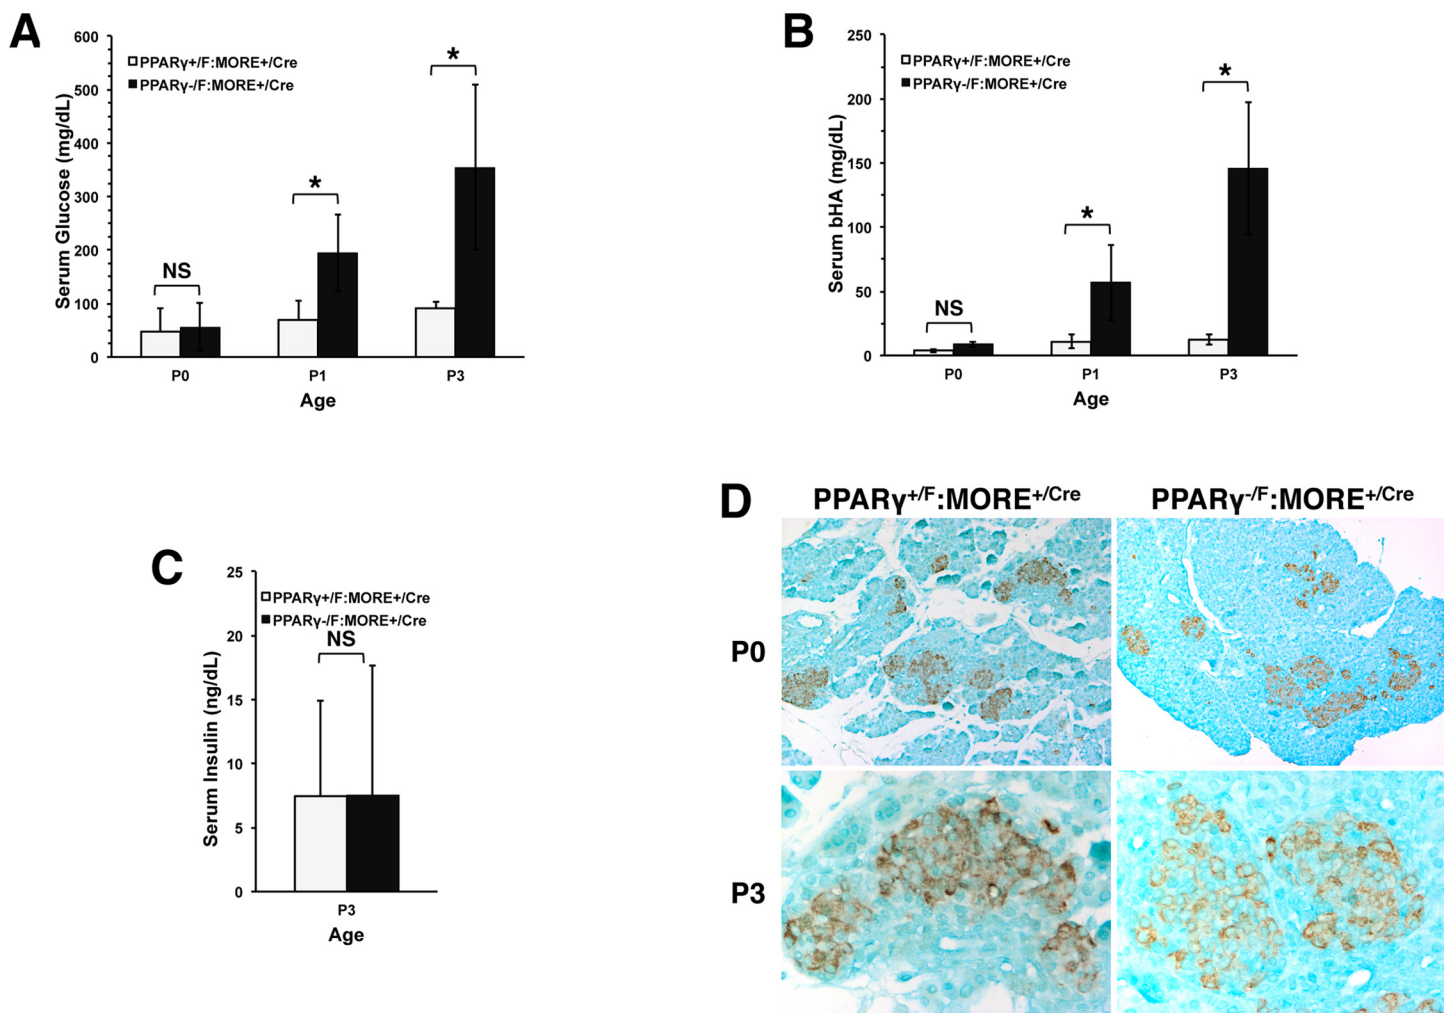 A
Serum Glucose (mg/dL)
600
500
400
300
200
100
0
PPARγ+/F:MORE+/Cre
PPARγ-/F:MORE+/Cre
NS
*
*
P0 P1 P3
Age
B
Serum bHA (mg/dL)
250
200
150
100
50
0
PPARγ+/F:MORE+/Cre
PPARγ-/F:MORE+/Cre
NS
*
*
P0 P1 P3
Age
C
Serum Insulin (ng/dL)
25
20
15
10
5
0
PPARγ+/F:MORE+/Cre
PPARγ-/F:MORE+/Cre
NS
P3
Age
D
PPARγ+/F:MORE+/Cre PPARγ-/F:MORE+/Cre
P0
P3